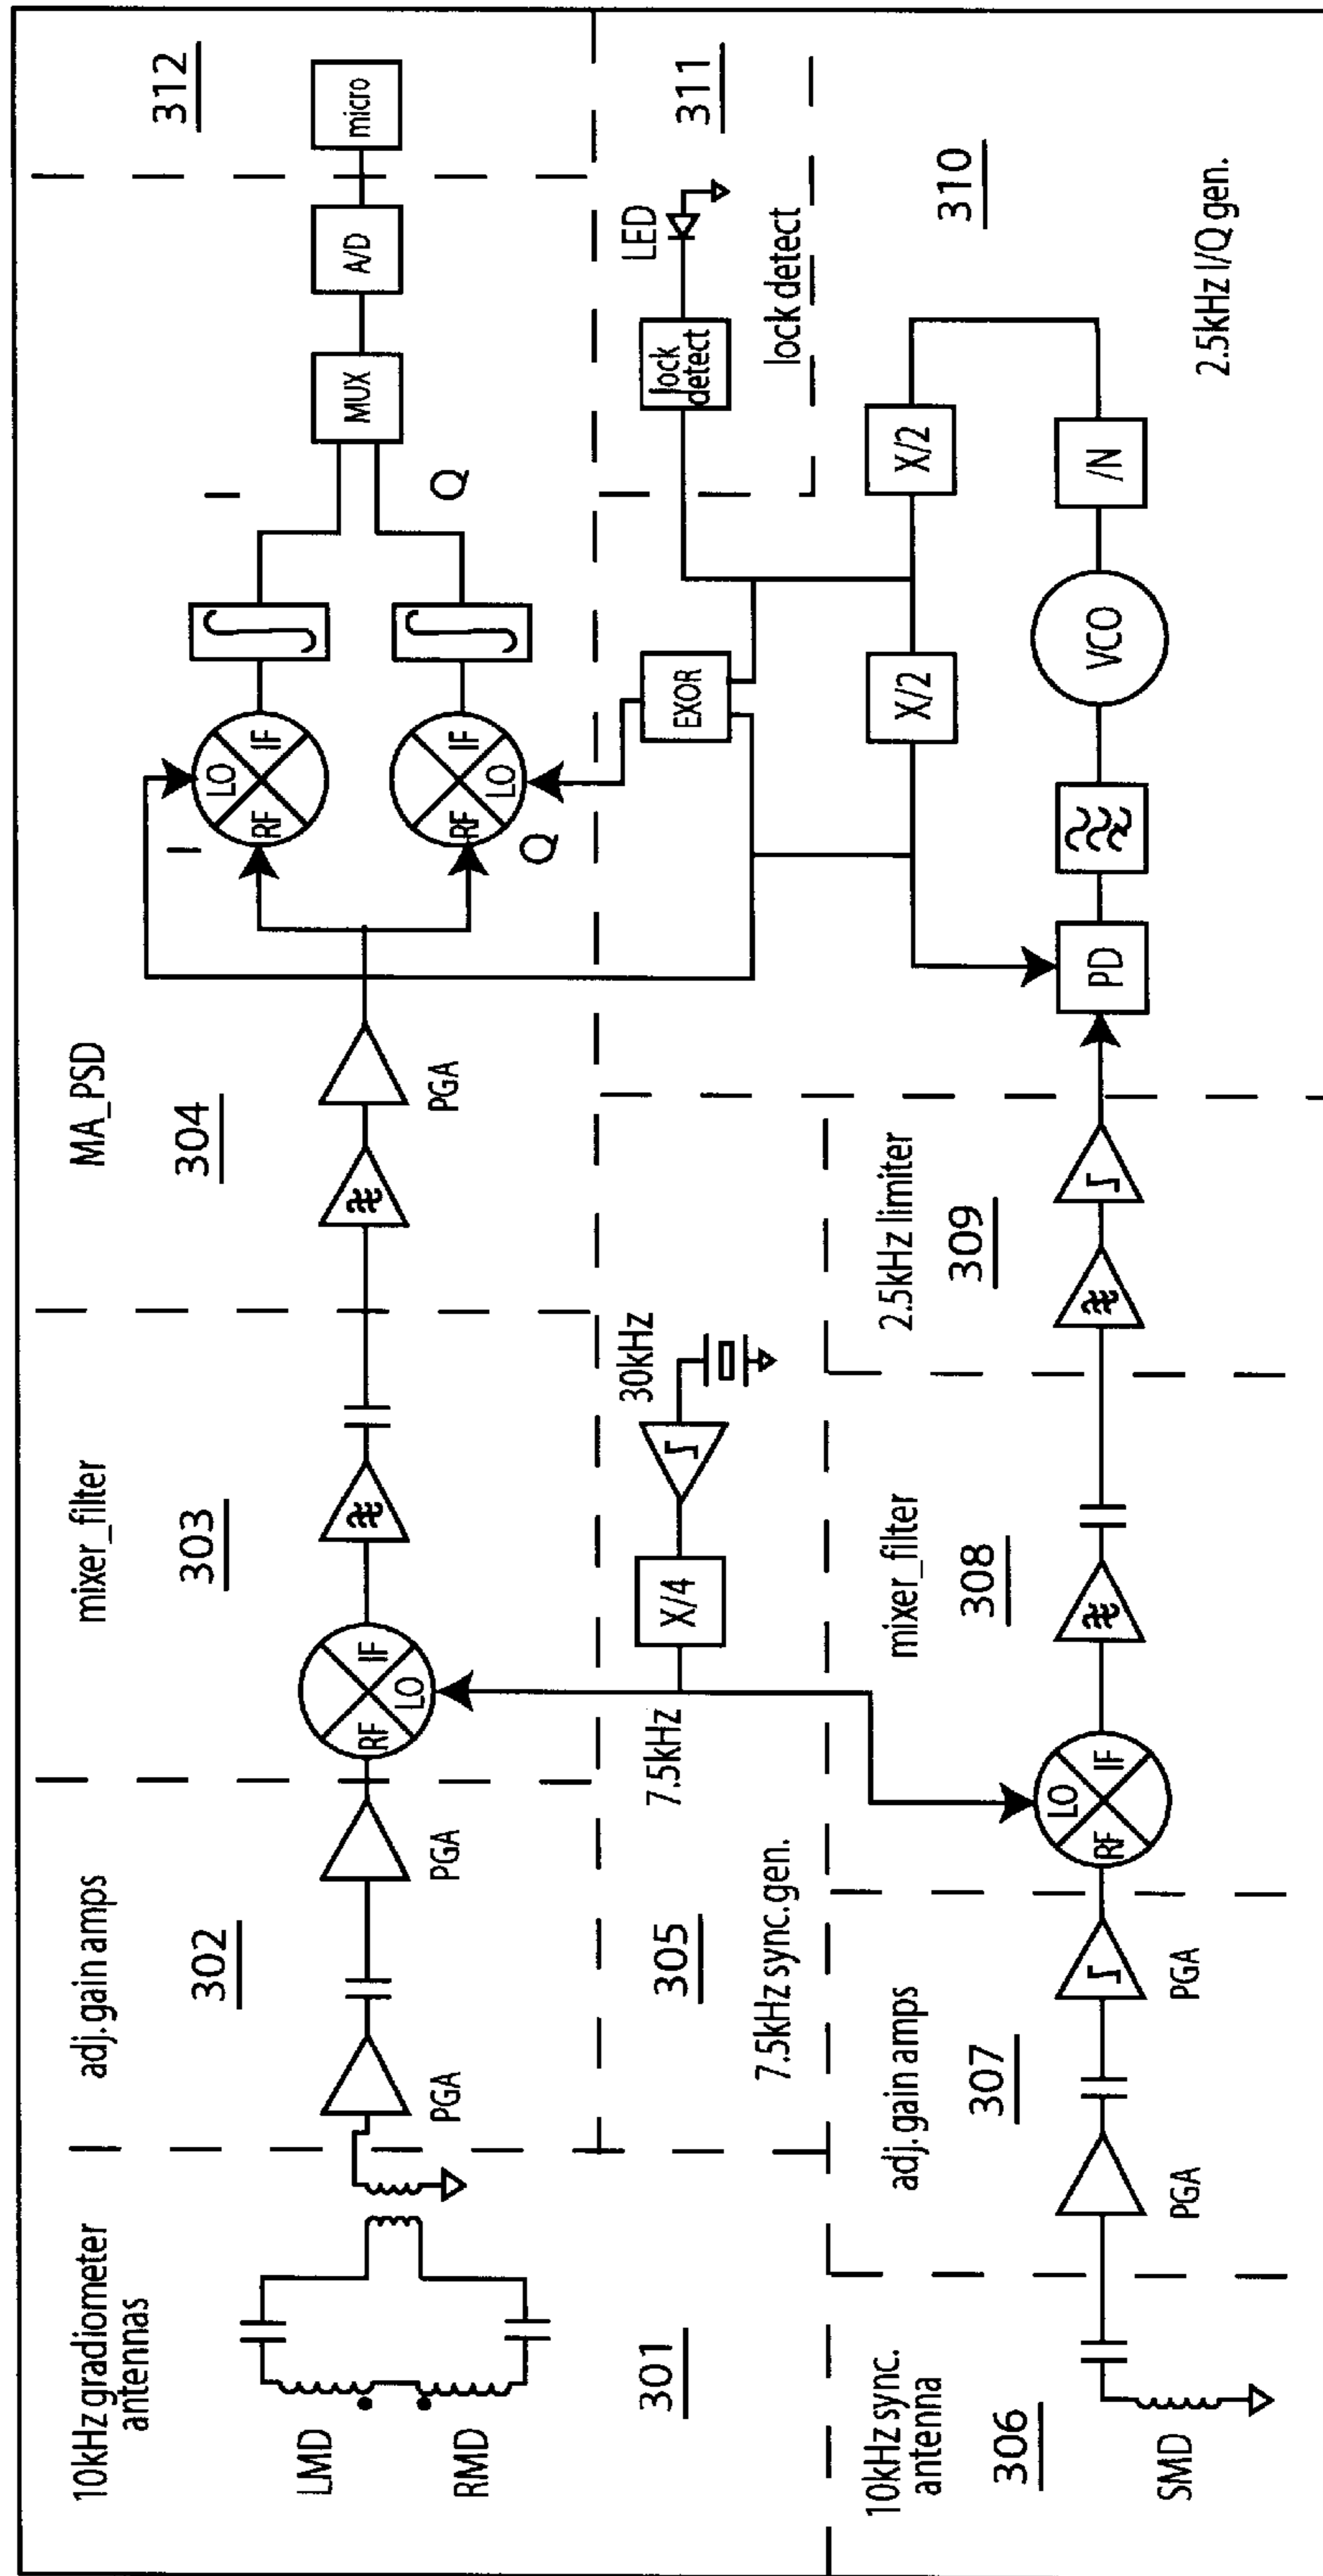 10kHz gradiometer
antennas
LMD
RMD
301
adj. gain amps
302
PGA
PGA
mixer_filter
303
RF
IF
LO
MA_PSD
304
PGA
I
LO
RF
IF
I
RF
IF
LO
Q
Q
MUX
A/D
micro
312
305
7.5kHz sync. gen.
7.5kHz
X/4
30kHz
EXOR
lock
detect
LED
lock detect
311
10kHz sync.
antenna
306
SMD
adj. gain amps
307
PGA
PGA
mixer_filter
308
LO
RF
IF
2.5kHz limiter
309
PD
VCO
/N
X/2
X/2
310
2.5kHz I/Q gen.